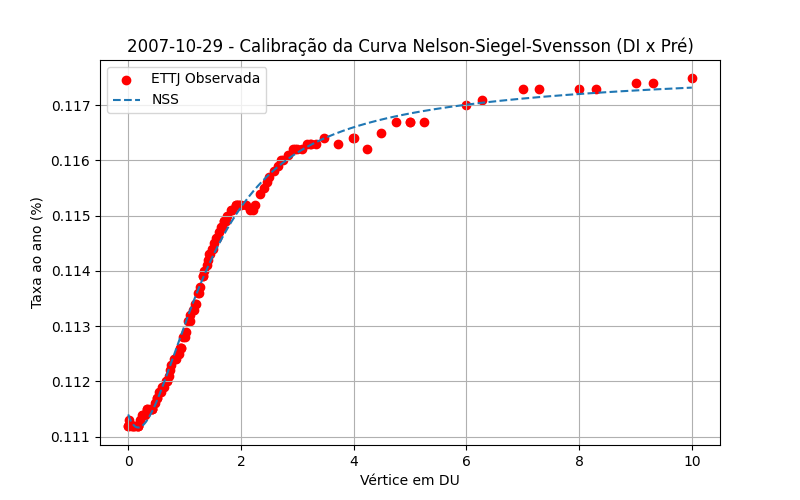 2007-10-29 - Calibração da Curva Nelson-Siegel-Svensson (DI x Pré)
ETTJ Observada
NSS
Taxa ao ano (%)
0.117
0.116
0.115
0.114
0.113
0.112
0.111
0 2 4 6 8 10
Vértice em DU